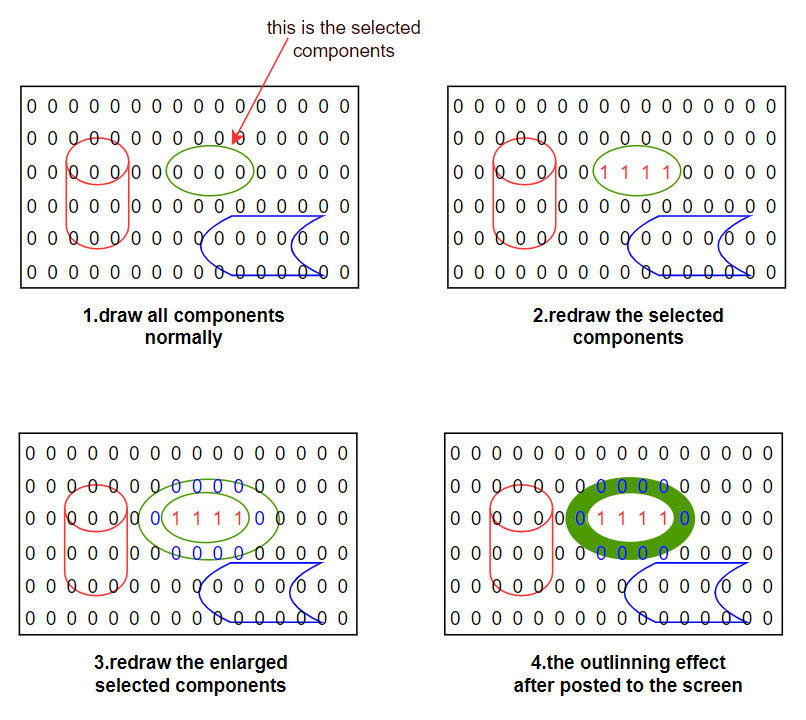 this is the selected
components
0 0 0 0 0 0 0 0 0 0 0 0 0 0 0 0
0 0 0 0 0 0 0 0 0 0 0 0 0 0 0 0
0 0 0 0 0 0 0 0 0 0 0 0 0 0 0 0
0 0 0 0 0 0 0 0 0 0 0 0 0 0 0 0
0 0 0 0 0 0 0 0 0 0 0 0 0 0 0 0
0 0 0 0 0 0 0 0 0 0 0 0 0 0 0 0
1.draw all components
normally
0 0 0 0 0 0 0 0 0 0 0 0 0 0 0 0
0 0 0 0 0 0 0 0 0 0 0 0 0 0 0 0
0 0 0 0 0 0 0 1 1 1 1 0 0 0 0 0
0 0 0 0 0 0 0 0 0 0 0 0 0 0 0 0
0 0 0 0 0 0 0 0 0 0 0 0 0 0 0 0
0 0 0 0 0 0 0 0 0 0 0 0 0 0 0 0
2.redraw the selected
components
0 0 0 0 0 0 0 0 0 0 0 0 0 0 0 0
0 0 0 0 0 0 0 0 0 0 0 0 0 0 0 0
0 0 0 0 0 0 0 1 1 1 1 0 0 0 0 0
0 0 0 0 0 0 0 0 0 0 0 0 0 0 0 0
0 0 0 0 0 0 0 0 0 0 0 0 0 0 0 0
0 0 0 0 0 0 0 0 0 0 0 0 0 0 0 0
3.redraw the enlarged
selected components
0 0 0 0 0 0 0 0 0 0 0 0 0 0 0 0
0 0 0 0 0 0 0 0 0 0 0 0 0 0 0 0
0 0 0 0 0 0 0 1 1 1 1 0 0 0 0 0
0 0 0 0 0 0 0 0 0 0 0 0 0 0 0 0
0 0 0 0 0 0 0 0 0 0 0 0 0 0 0 0
0 0 0 0 0 0 0 0 0 0 0 0 0 0 0 0
4.the outlinning effect
after posted to the screen